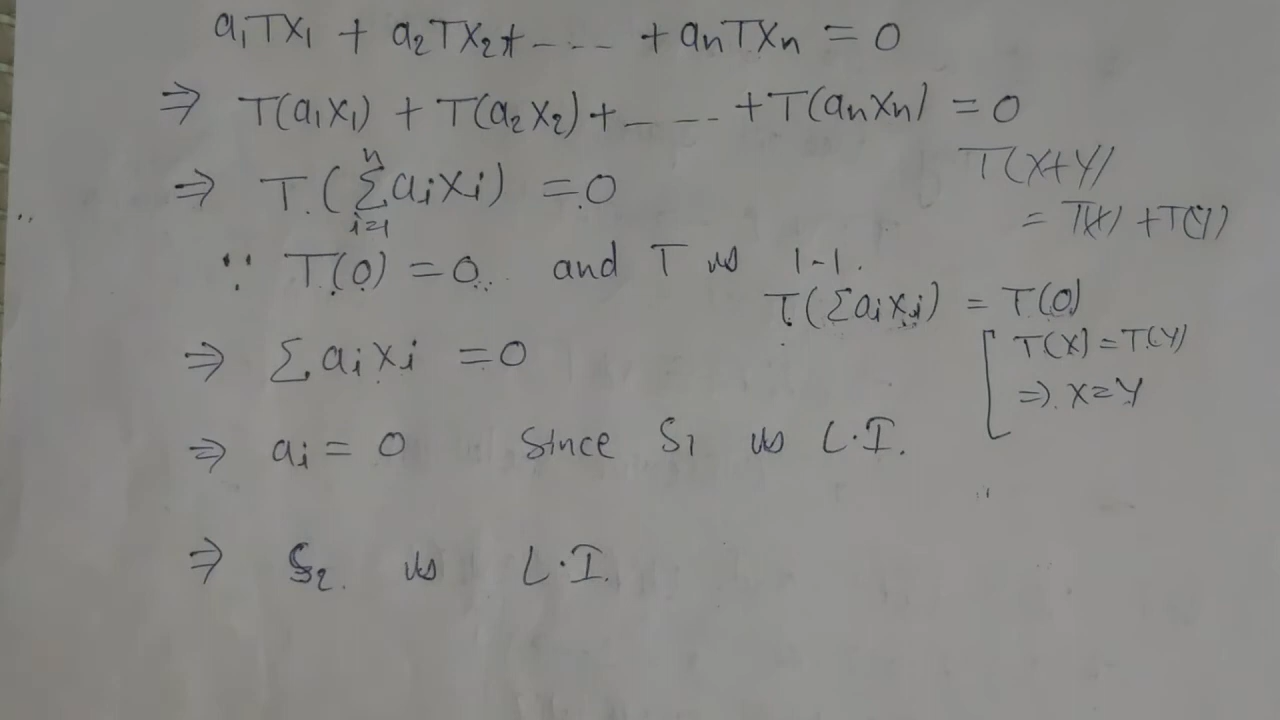 a₁Tx₁ + a₂Tx₂+ ---- + aₙTxₙ = 0
⇒ T(a₁x₁) + T(a₂x₂) + _ _ _ + T(aₙxₙ) = 0
⇒ T(∑ᵢ₌₁ⁿ aᵢxᵢ) = 0
T(x+y)
= T(x) + T(y)
∵ T(0) = 0 and T is 1-1.
T(∑aᵢxᵢ) = T(0)
⇒ ∑aᵢxᵢ = 0
[ T(x) = T(y)
⇒ x = y
⇒ aᵢ = 0 Since S₁ is L.I.
⇒ S₂ is L.I.